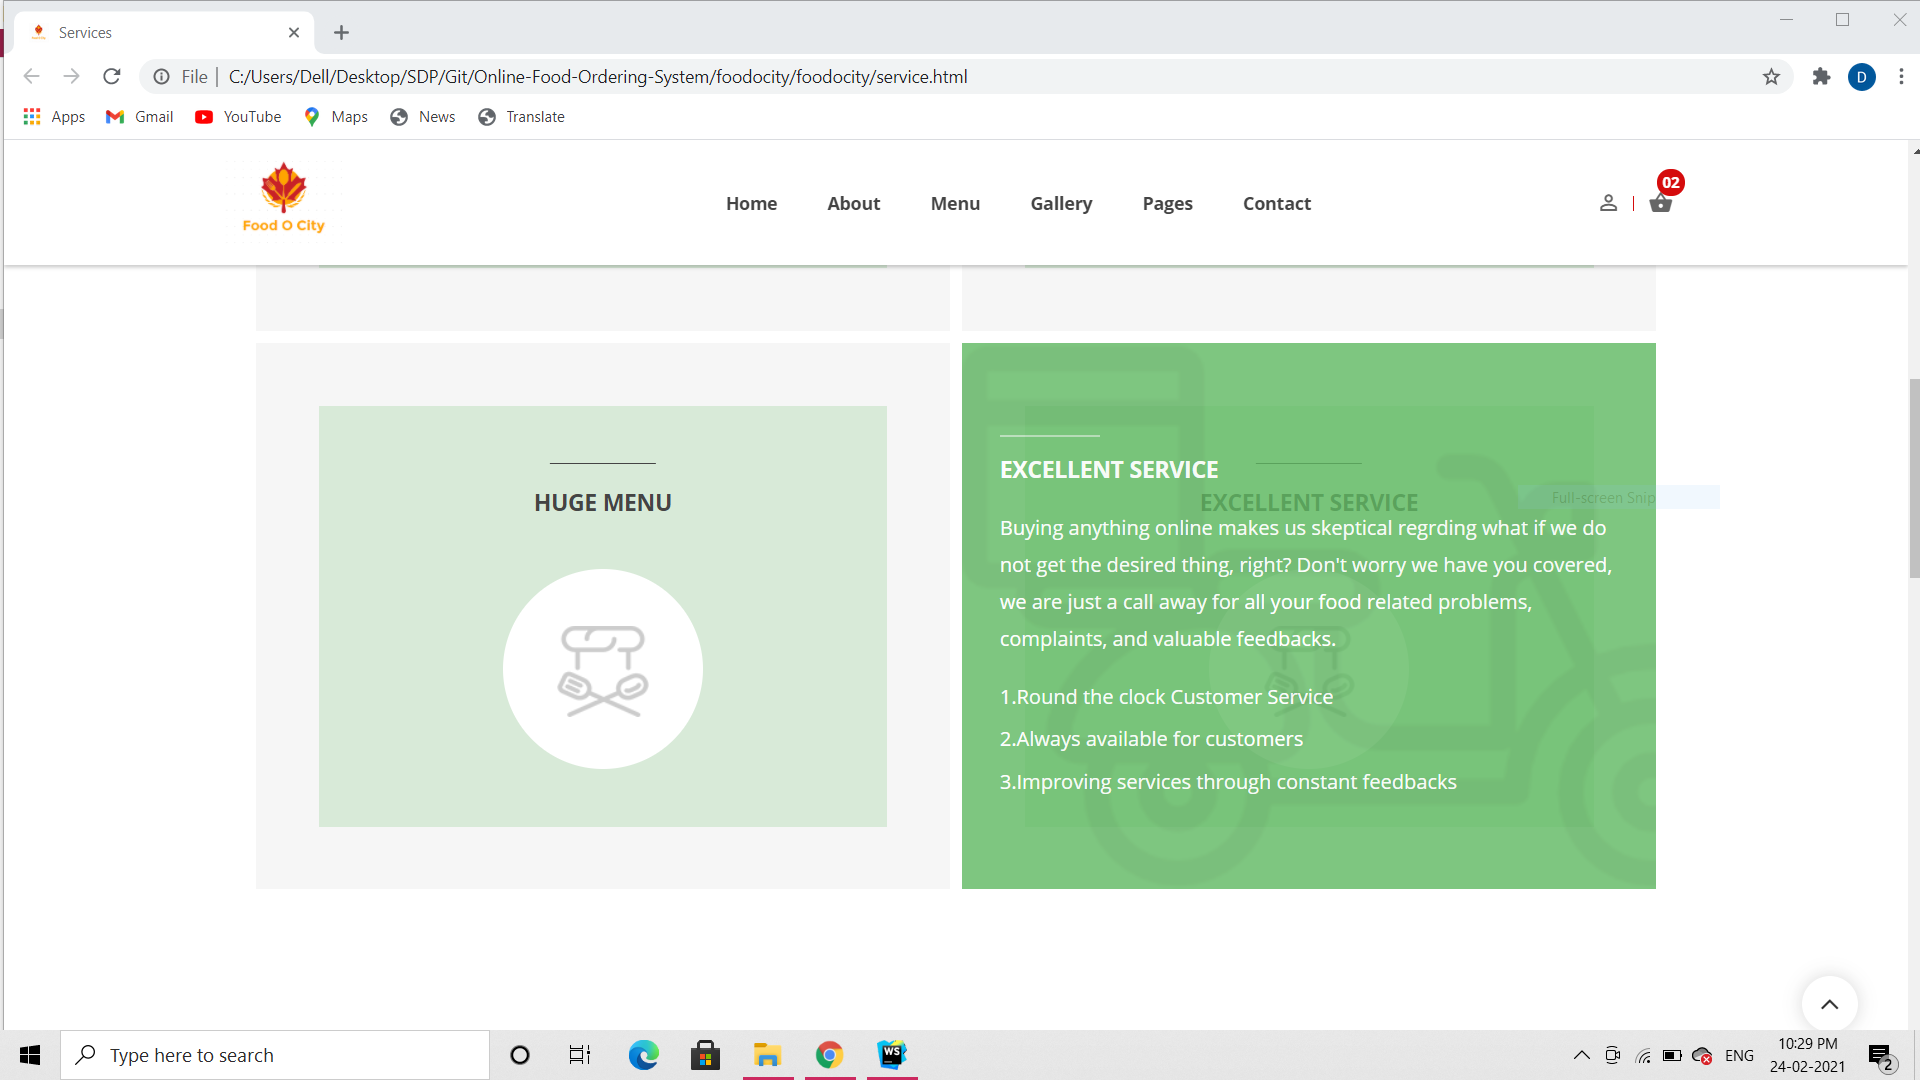 Services
File
C:/Users/Dell/Desktop/SDP/Git/Online-Food-Ordering-System/foodocity/foodocity/service.html
D
Apps Gmail YouTube Maps News Translate
Food O City
Home About Menu Gallery Pages Contact
02
HUGE MENU
EXCELLENT SERVICE
EXCELLENT SERVICE
Full-screen Snip
Buying anything online makes us skeptical regrding what if we do
not get the desired thing, right? Don't worry we have you covered,
we are just a call away for all your food related problems,
complaints, and valuable feedbacks.
1.Round the clock Customer Service
2.Always available for customers
3.Improving services through constant feedbacks
Type here to search
WS
ENG
10:29 PM
24-02-2021
2